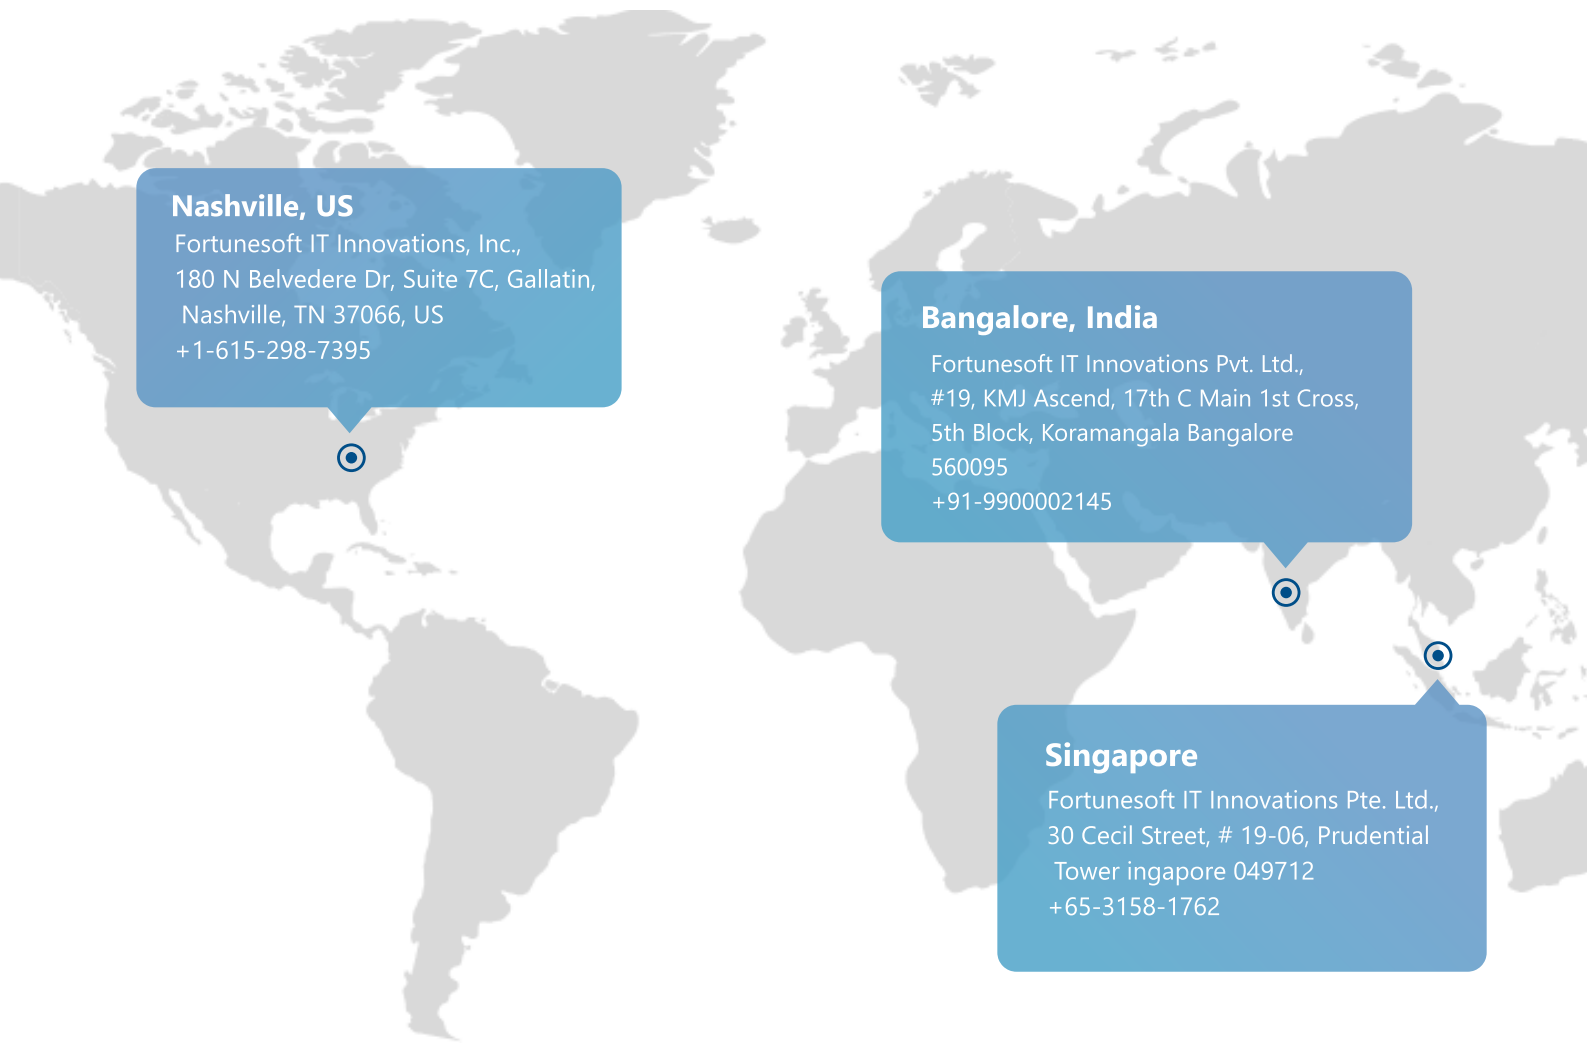 Nashville, US
Fortunesoft IT Innovations, Inc.,
180 N Belvedere Dr, Suite 7C, Gallatin,
Nashville, TN 37066, US
+1-615-298-7395
Bangalore, India
Fortunesoft IT Innovations Pvt. Ltd.,
#19, KMJ Ascend, 17th C Main 1st Cross,
5th Block, Koramangala Bangalore
560095
+91-9900002145
Singapore
Fortunesoft IT Innovations Pte. Ltd.,
30 Cecil Street, # 19-06, Prudential
Tower ingapore 049712
+65-3158-1762